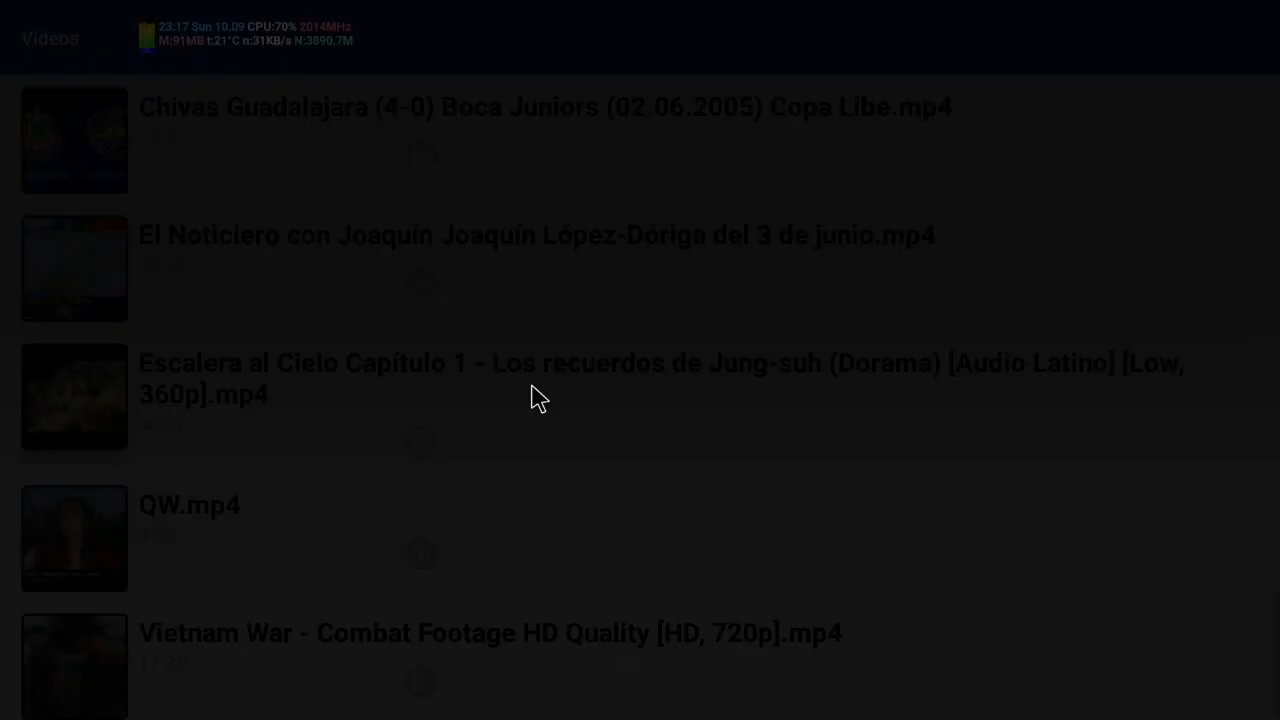 Videos
23:17 Sun 10.09 CPU:70% 2014MHz
M:91MB t:21°C n:31KB/s N:3890.7M
Chivas Guadalajara (4-0) Boca Juniors (02.06.2005) Copa Libe.mp4
El Noticiero con Joaquín Joaquín López-Dóriga del 3 de junio.mp4
Escalera al Cielo Capítulo 1 - Los recuerdos de Jung-suh (Dorama) [Audio Latino] [Low,
360p].mp4
QW.mp4
Vietnam War - Combat Footage HD Quality [HD, 720p].mp4